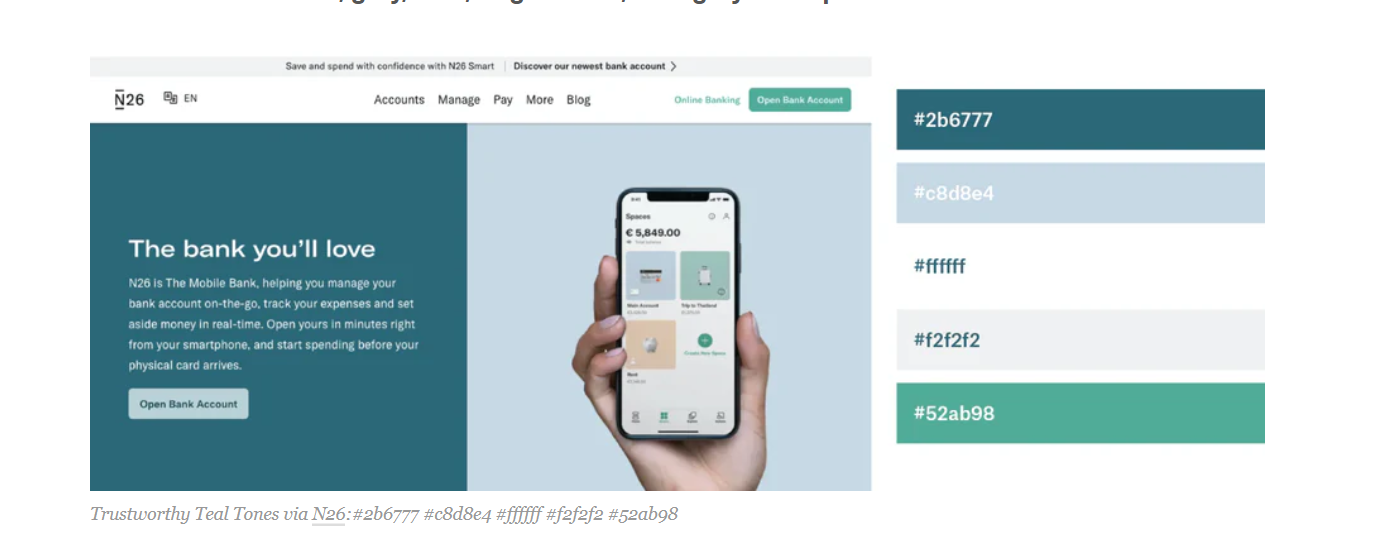 Save and spend with confidence with N26 Smart | Discover our newest bank account >
N26 EN Accounts Manage Pay More Blog Online Banking Open Bank Account
The bank you'll love
N26 is The Mobile Bank, helping you manage your
bank account on-the-go, track your expenses and set
aside money in real-time. Open yours in minutes right
from your smartphone, and start spending before your
physical card arrives.
Open Bank Account
Spaces
€ 5,849.00
Total balance
Main Account
Trip to Thailand
Create New Space
Rent
#2b6777
#c8d8e4
#ffffff
#f2f2f2
#52ab98
Trustworthy Teal Tones via N26:#2b6777 #c8d8e4 #ffffff #f2f2f2 #52ab98